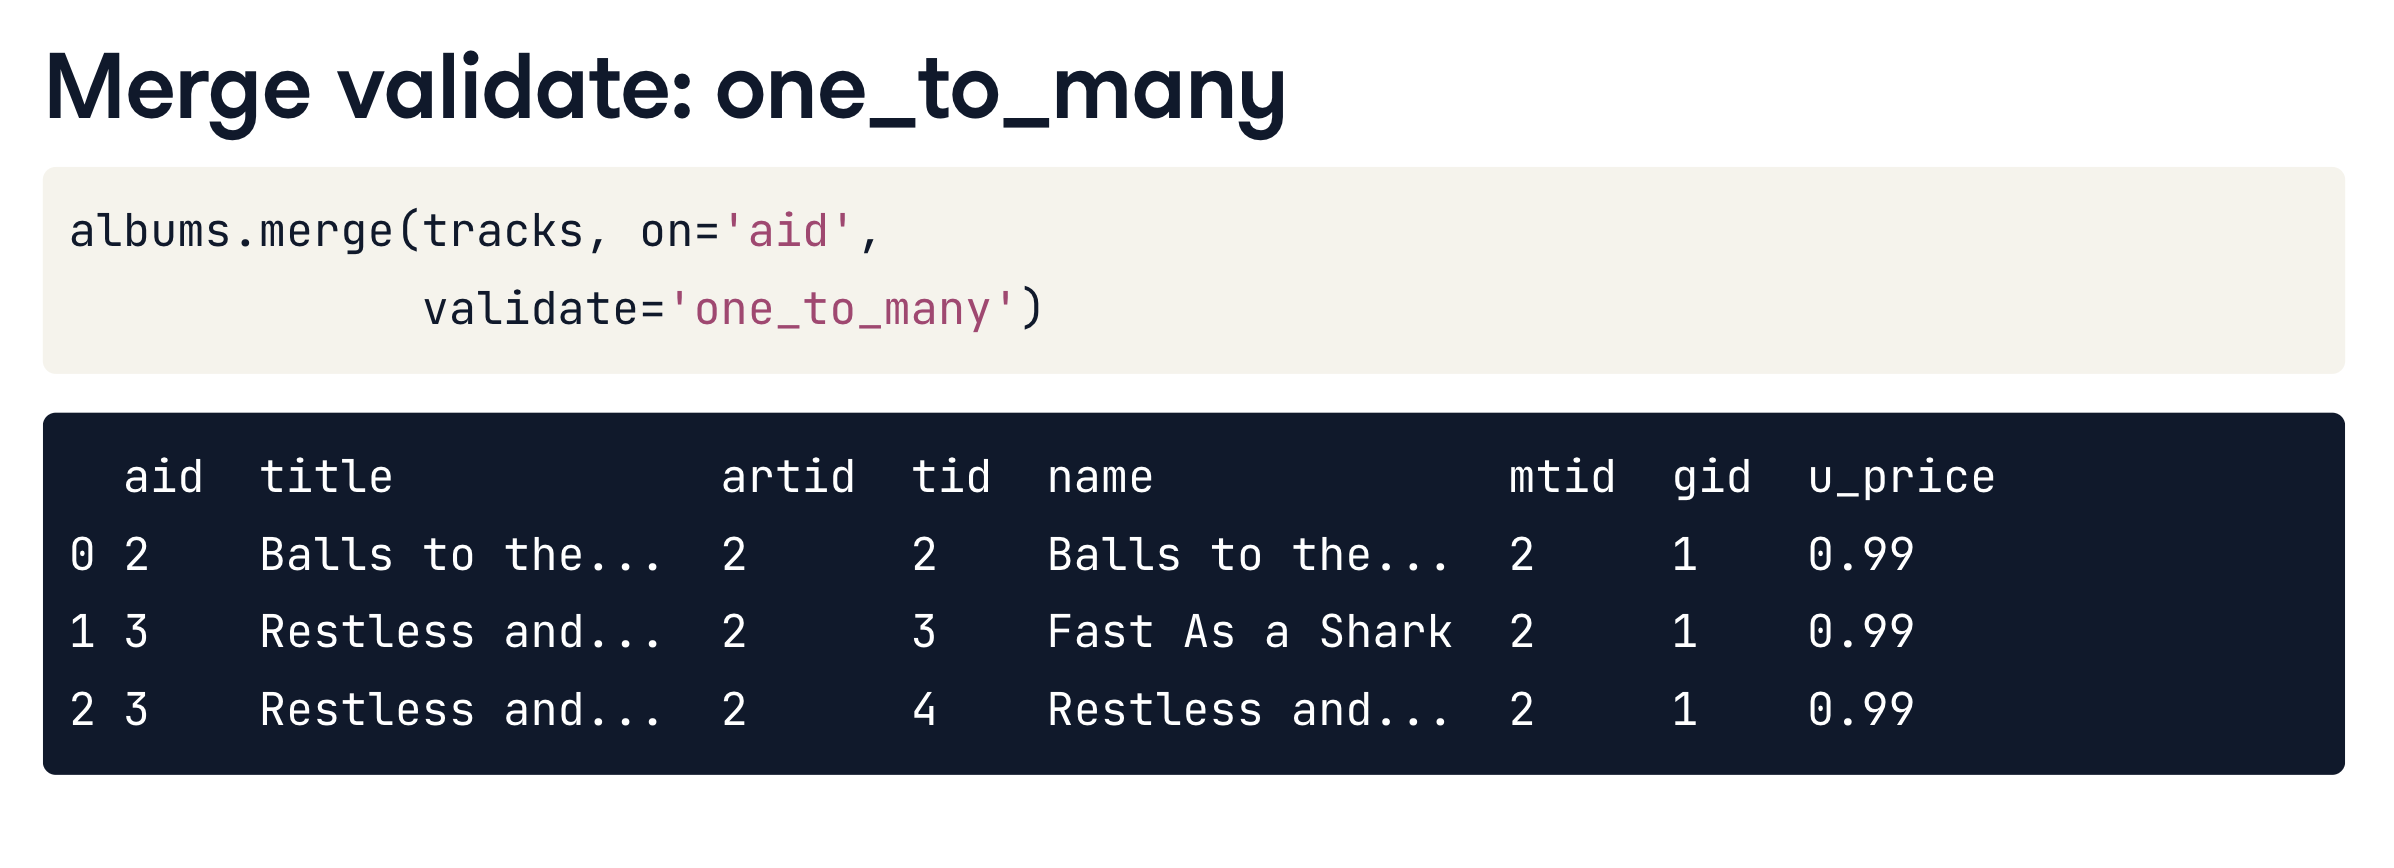 Merge validate: one_to_many
albums.merge(tracks, on='aid',
             validate='one_to_many')
  aid  title            artid  tid  name             mtid  gid  u_price
0 2    Balls to the...  2      2    Balls to the...  2     1    0.99
1 3    Restless and...  2      3    Fast As a Shark  2     1    0.99
2 3    Restless and...  2      4    Restless and...  2     1    0.99